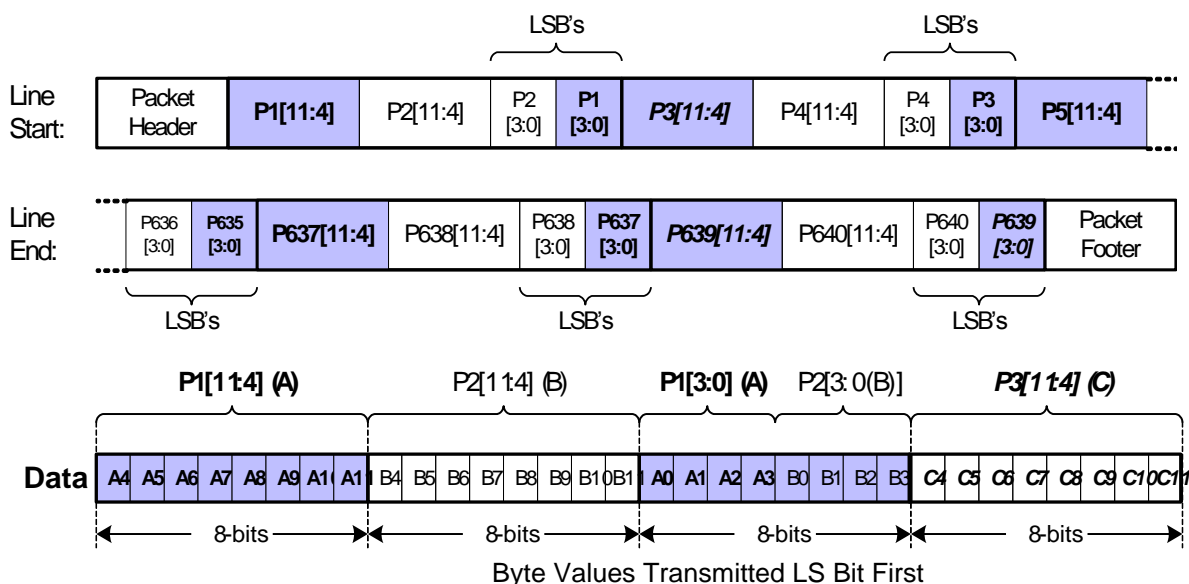 LSB's LSB's
Line Start: Packet Header P1[11:4] P2[11:4] P2 [3:0] P1 [3:0] P3[11:4] P4[11:4] P4 [3:0] P3 [3:0] P5[11:4]
Line End: P636 [3:0] P635 [3:0] P637[11:4] P638[11:4] P638 [3:0] P637 [3:0] P639[11:4] P640[11:4] P640 [3:0] P639 [3:0] Packet Footer
LSB's LSB's LSB's
P1[11:4] (A) P2[11:4] (B) P1[3:0] (A) P2[3:0(B)] P3[11:4] (C)
Data A4 A5 A6 A7 A8 A9 A10 A11 B4 B5 B6 B7 B8 B9 B10 B11 A0 A1 A2 A3 B0 B1 B2 B3 C4 C5 C6 C7 C8 C9 C10 C11
8-bits 8-bits 8-bits 8-bits
Byte Values Transmitted LS Bit First